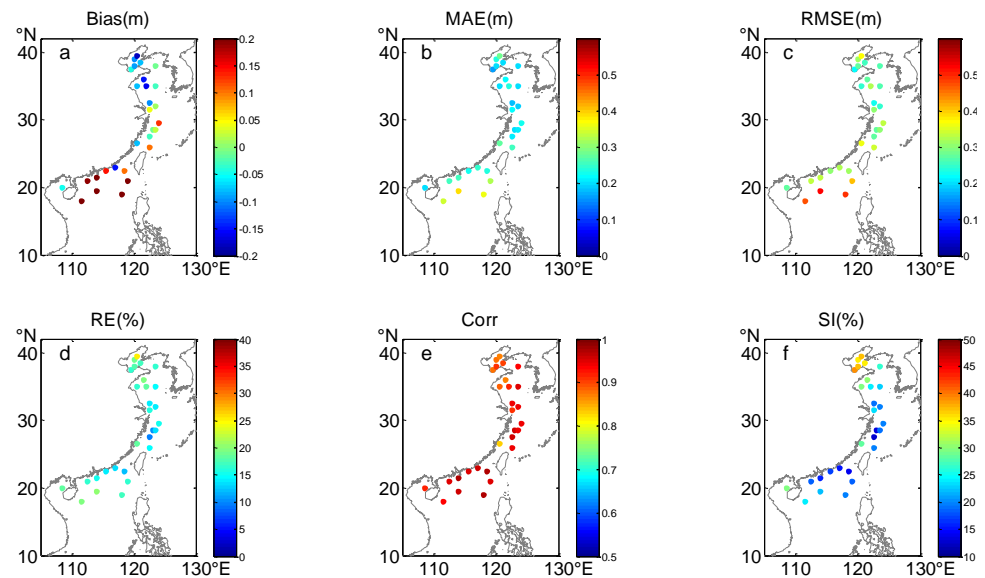 Bias(m) MAE(m) RMSE(m)
°N °N °N
a b c
40 40 40
30 30 30
20 20 20
10 10 10
110 120 130°E 110 120 130°E 110 120 130°E
0.2 0.15 0.1 0.05 0 -0.05 -0.1 -0.15 -0.2
0.5 0.4 0.3 0.2 0.1 0
0.5 0.4 0.3 0.2 0.1 0
RE(%) Corr SI(%)
°N °N °N
d e f
40 40 40
30 30 30
20 20 20
10 10 10
110 120 130°E 110 120 130°E 110 120 130°E
40 35 30 25 20 15 10 5 0
1 0.9 0.8 0.7 0.6 0.5
50 45 40 35 30 25 20 15 10